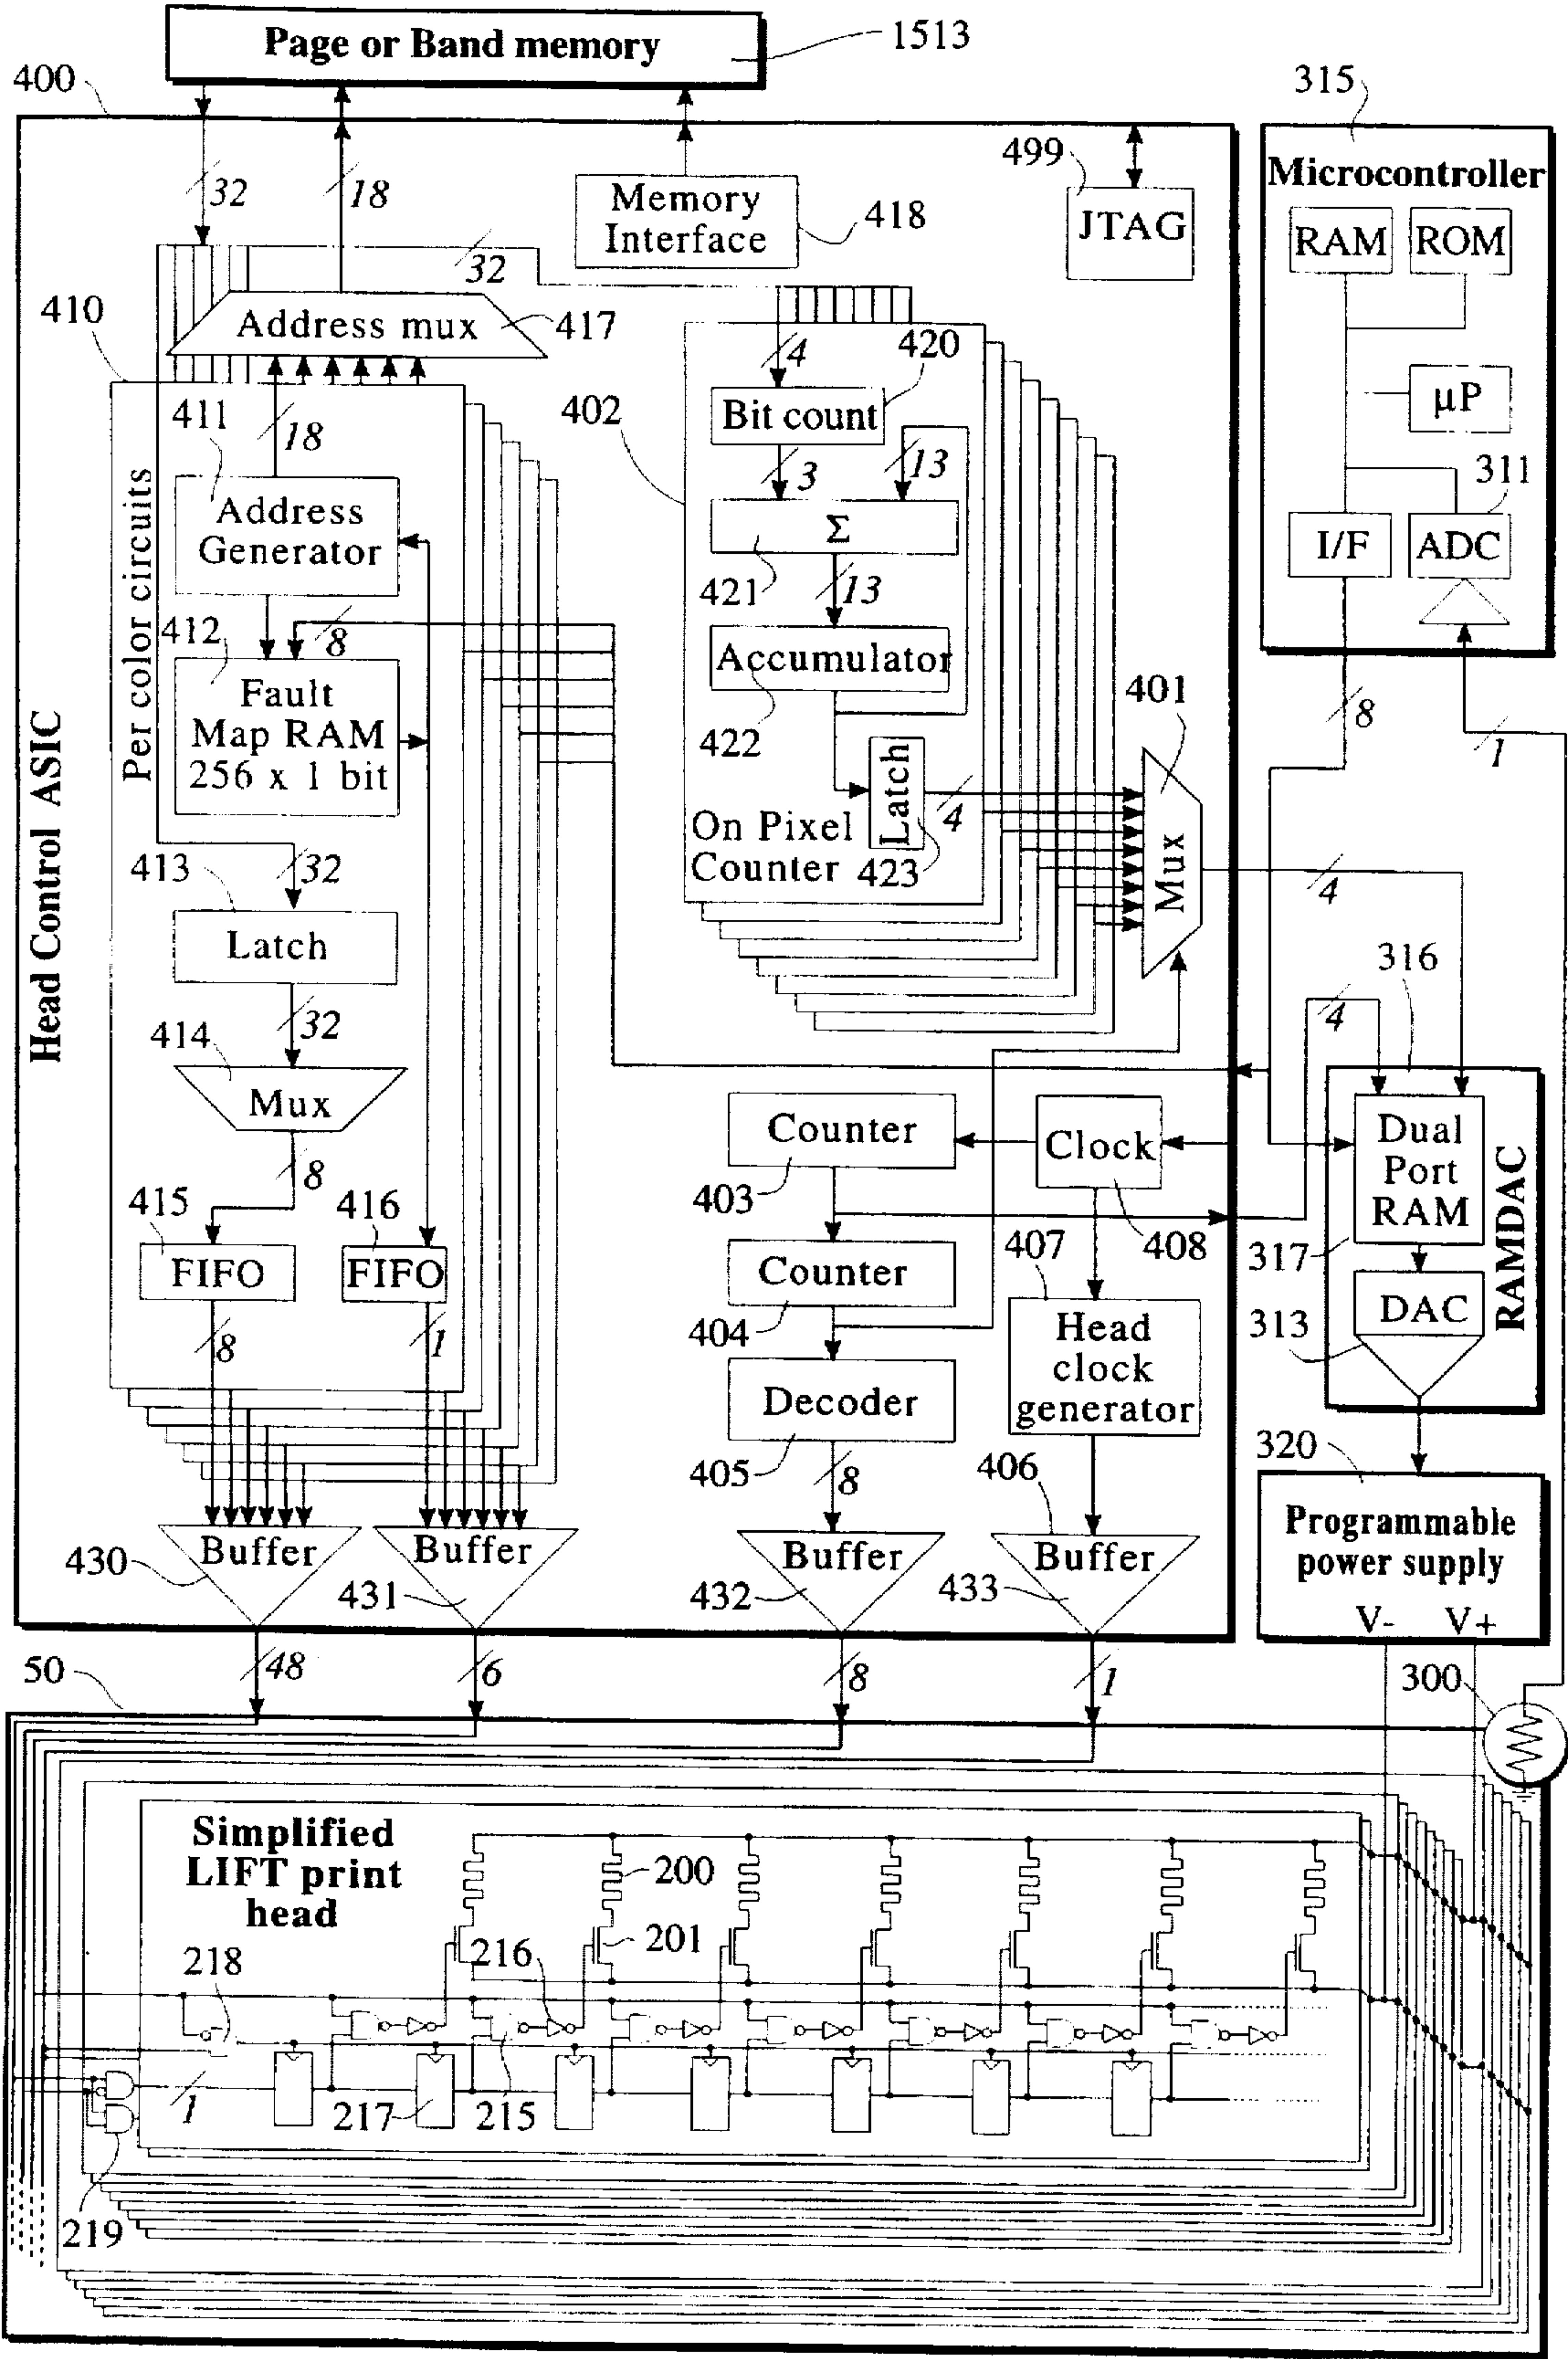 Page or Band memory
1513
400
315
32
18
Memory
Interface
418
499
JTAG
Microcontroller
RAM
ROM
µP
311
I/F
ADC
8
1
32
410
Address mux
417
Per color circuits
411
18
Address
Generator
412
8
Fault
Map RAM
256 x 1 bit
413
32
Latch
32
414
Mux
8
415
416
FIFO
FIFO
8
1
Head Control ASIC
402
4
420
Bit count
3
13
Σ
421
13
Accumulator
422
Latch
4
On Pixel
Counter
423
401
Mux
4
316
4
Counter
403
Clock
408
Counter
404
407
Head
clock
generator
Decoder
405
8
406
Dual
Port
RAM
317
DAC
313
RAMDAC
320
Programmable
power supply
V-
V+
Buffer
430
Buffer
431
Buffer
432
Buffer
433
50
48
6
8
1
300
Simplified
LIFT print
head
200
201
216
218
1
217
215
219